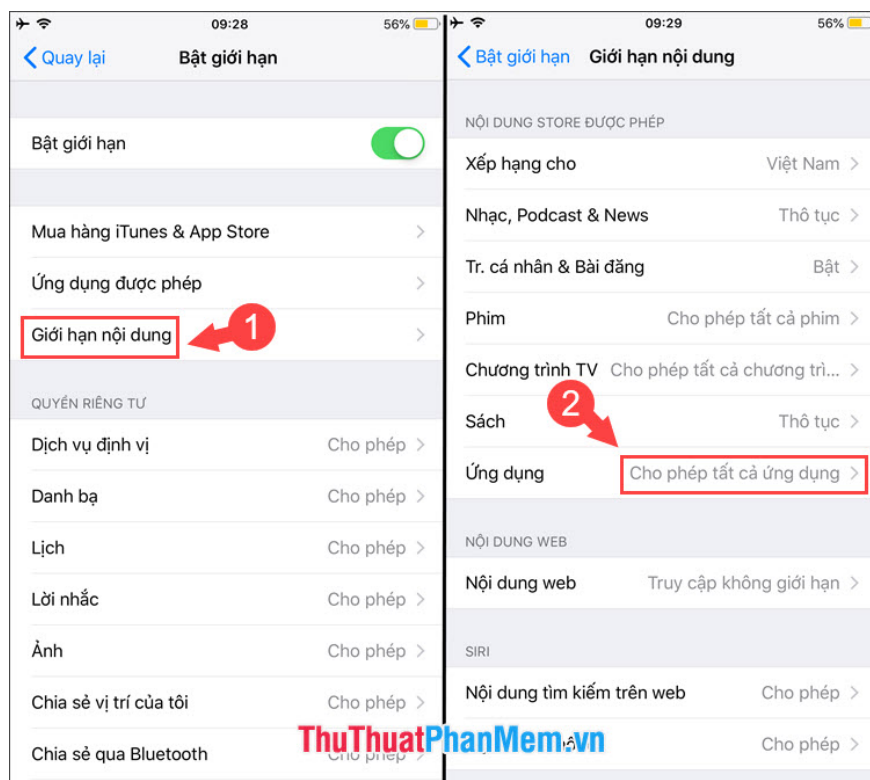 09:28
56%
Quay lại
Bật giới hạn
Bật giới hạn
Mua hàng iTunes & App Store
Ứng dụng được phép
Giới hạn nội dung
1
QUYỀN RIÊNG TƯ
Dịch vụ định vị Cho phép
Danh bạ Cho phép
Lịch Cho phép
Lời nhắc Cho phép
Ảnh Cho phép
Chia sẻ vị trí của tôi Cho phép
Chia sẻ qua Bluetooth Cho phép
09:29
56%
Bật giới hạn
Giới hạn nội dung
NỘI DUNG STORE ĐƯỢC PHÉP
Xếp hạng cho Việt Nam
Nhạc, Podcast & News Thô tục
Tr. cá nhân & Bài đăng Bật
Phim Cho phép tất cả phim
Chương trình TV Cho phép tất cả chương trì...
2
Sách Thô tục
Ứng dụng Cho phép tất cả ứng dụng
NỘI DUNG WEB
Nội dung web Truy cập không giới hạn
SIRI
Nội dung tìm kiếm trên web Cho phép
Cho phép
ThuThuatPhanMem.vn